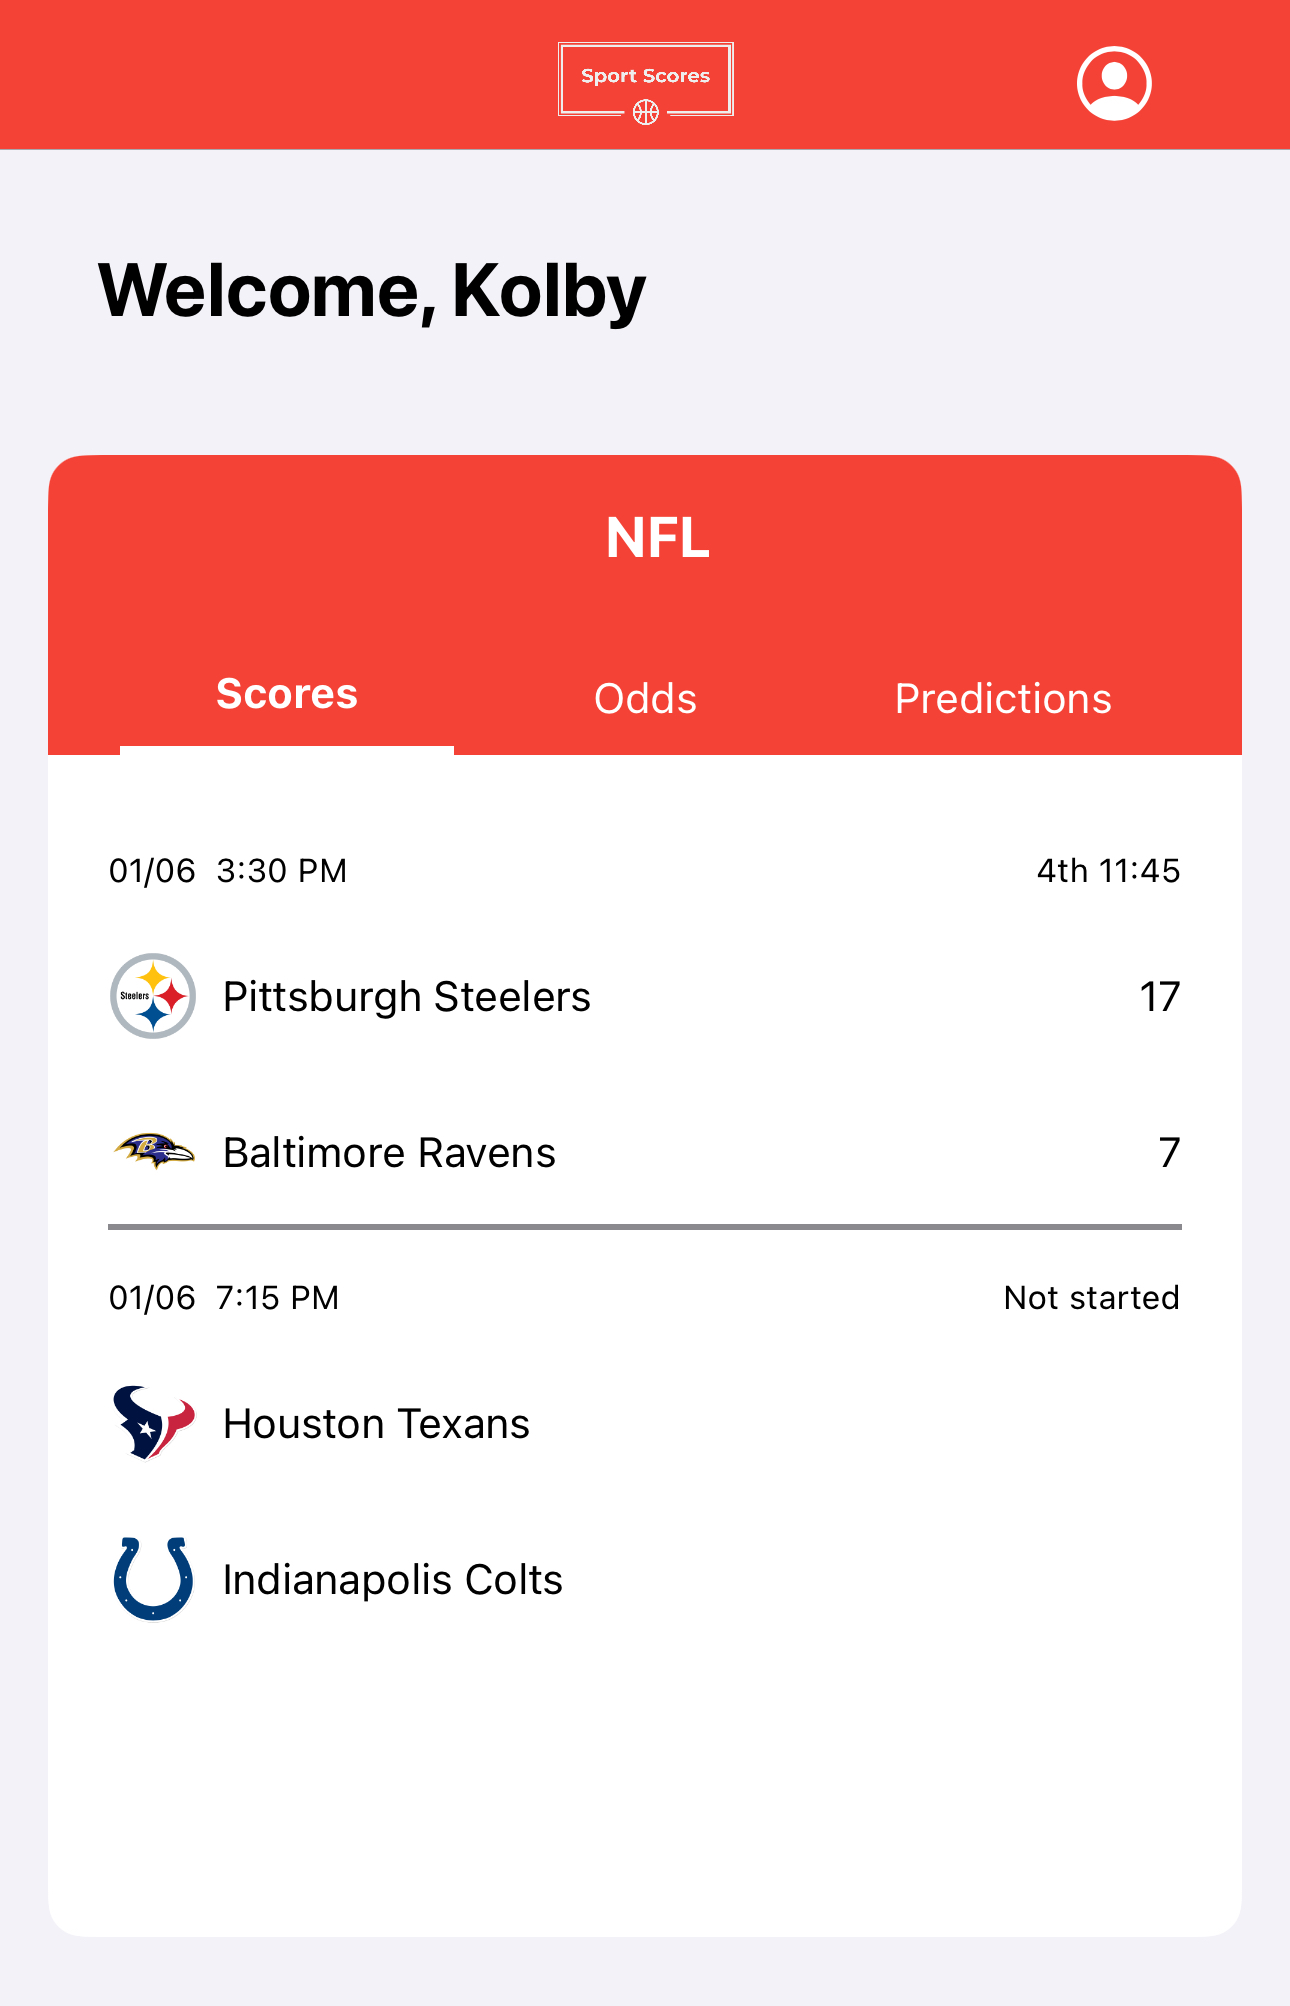 Sport Scores
Welcome, Kolby
NFL
Scores Odds Predictions
01/06 3:30 PM 4th 11:45
Steelers Pittsburgh Steelers 17
B Baltimore Ravens 7
01/06 7:15 PM Not started
Houston Texans
Indianapolis Colts